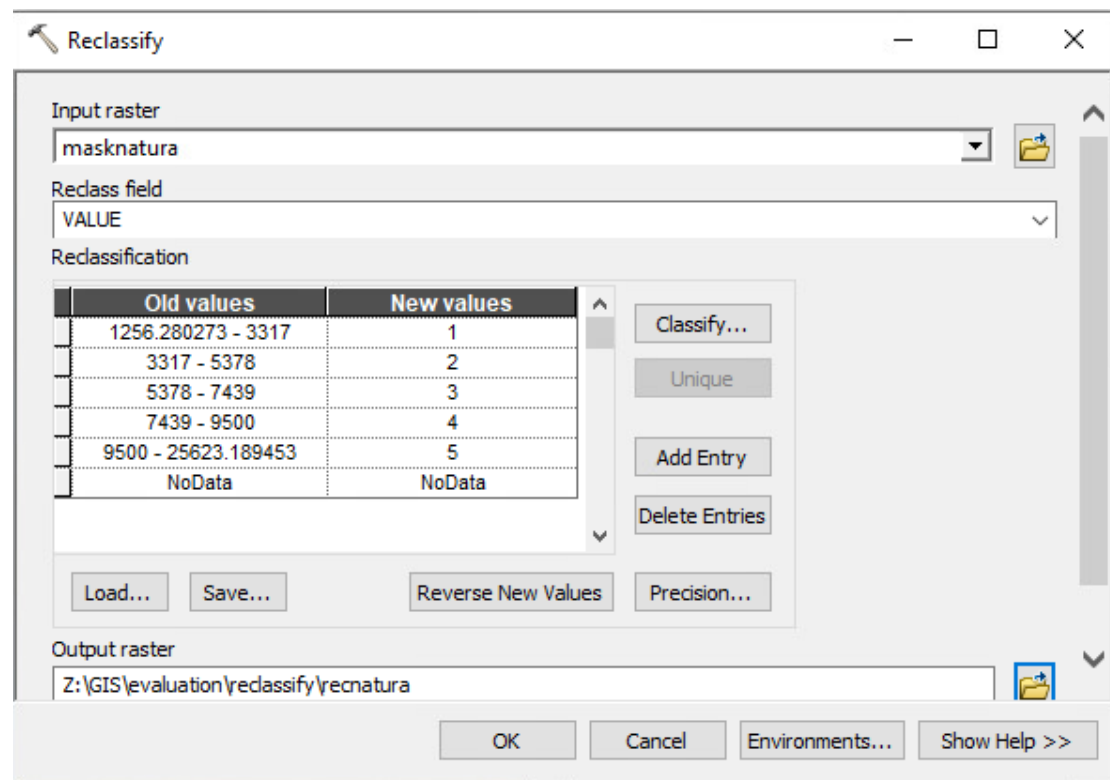 Reclassify
Input raster
masknatura
Reclass field
VALUE
Reclassification
Old values New values
1256.280273 - 3317 1
3317 - 5378 2
5378 - 7439 3
7439 - 9500 4
9500 - 25623.189453 5
NoData NoData
Classify...
Unique
Add Entry
Delete Entries
Load... Save... Reverse New Values Precision...
Output raster
Z:\GIS\evaluation\reclassify\recnatura
OK Cancel Environments... Show Help >>